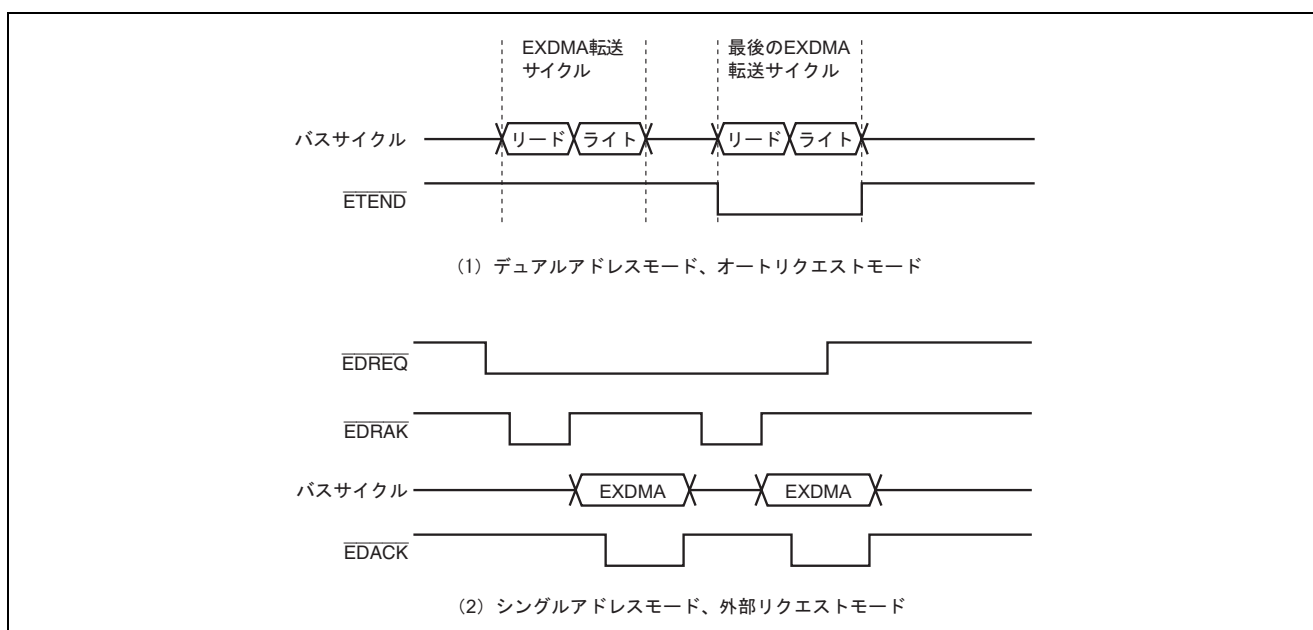 EXDMA転送
サイクル
最後のEXDMA
転送サイクル
バスサイクル
リード
ライト
リード
ライト
ETEND
(1) デュアルアドレスモード、オートリクエストモード
EDREQ
EDRAK
バスサイクル
EXDMA
EXDMA
EDACK
(2) シングルアドレスモード、外部リクエストモード